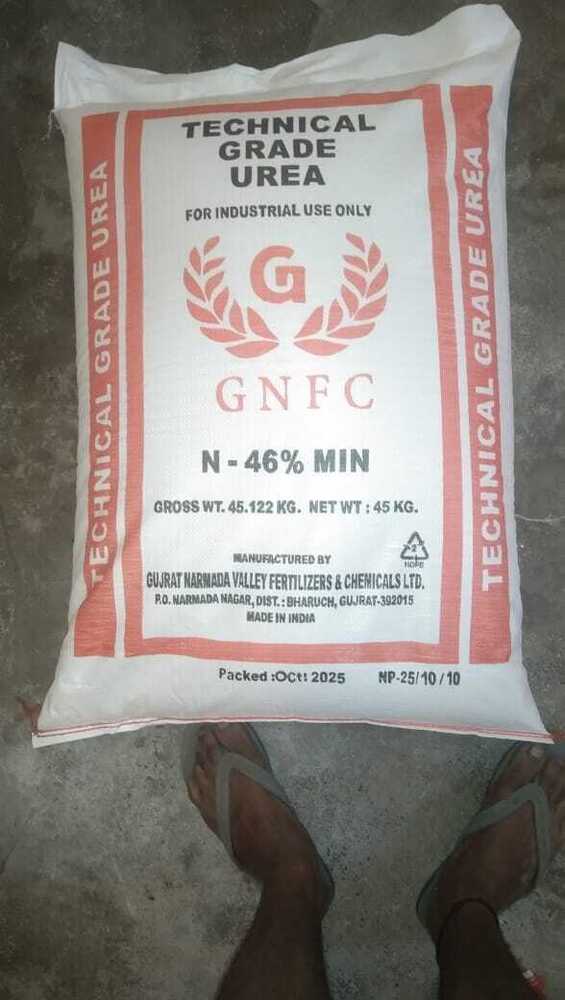 TECHNICAL
GRADE
UREA
FOR INDUSTRIAL USE ONLY
G
GNFC
N - 46% MIN
GROSS WT. 45.122 KG. NET WT : 45 KG.
2
HDPE
MANUFACTURED BY
GUJRAT NARMADA VALLEY FERTILIZERS & CHEMICALS LTD.
P.O. NARMADA NAGAR, DIST. : BHARUCH, GUJRAT-392015
MADE IN INDIA
Packed :OCt: 2025 NP-25/10/10
TECHNICAL GRADE UREA
TECHNICAL GRADE UREA